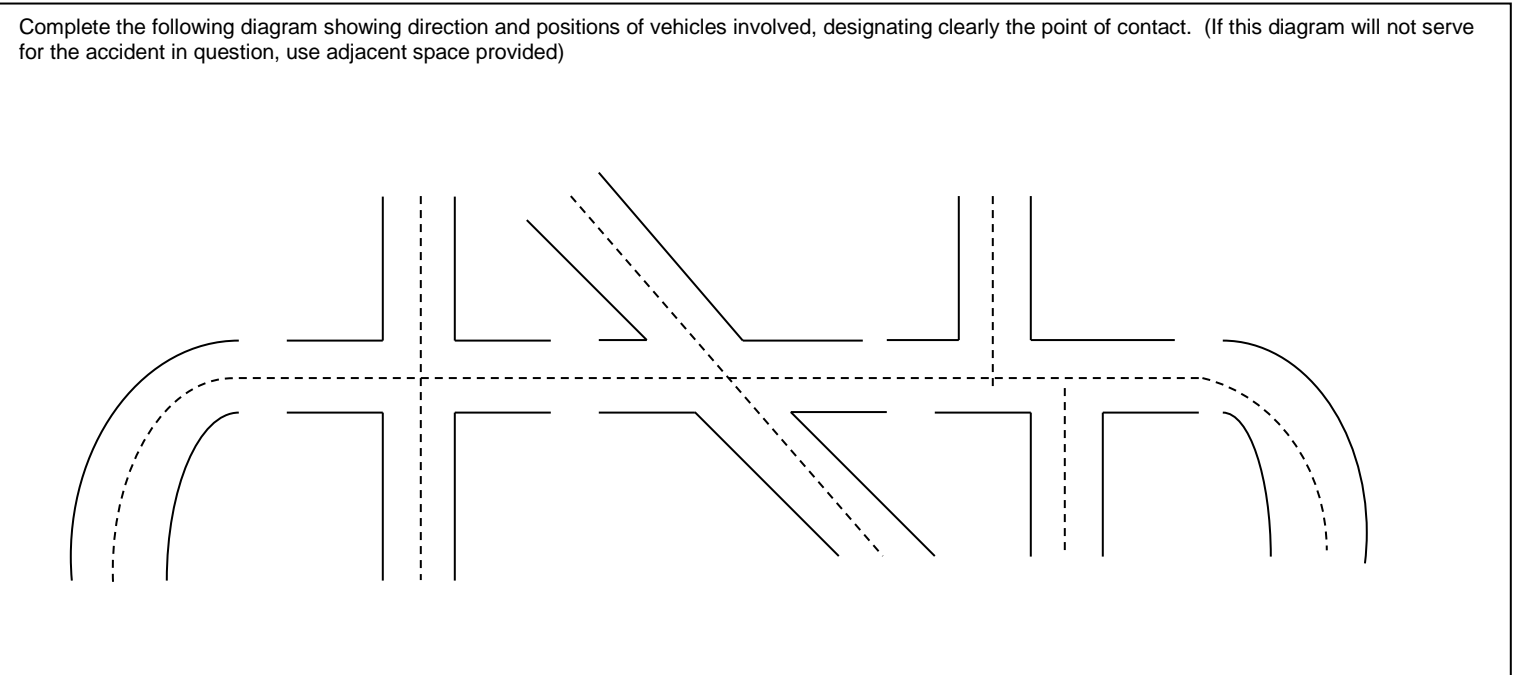 Complete the following diagram showing direction and positions of vehicles involved, designating clearly the point of contact.  (If this diagram will not serve
for the accident in question, use adjacent space provided)